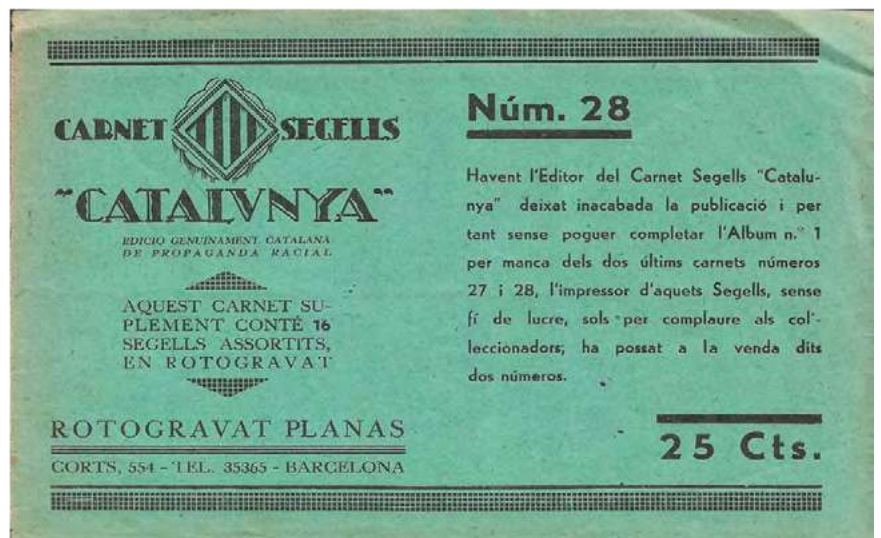 CARNET SEGELLS
"CATALVNYA"
EDICIO GENUÏNAMENT CATALANA
DE PROPAGANDA RACIAL
AQUEST CARNET SU-
PLEMENT CONTÉ 16
SEGELLS ASSORTITS,
EN ROTOGRAVAT
ROTOGRAVAT PLANAS
CORTS, 554 - TEL. 35365 - BARCELONA
Núm. 28
Havent l'Editor del Carnet Segells "Catalu-
nya" deixat inacabada la publicació i per
tant sense poguer completar l'Album n.º 1
per manca dels dos últims carnets números
27 i 28, l'impressor d'aquets Segells, sense
fí de lucre, sols per complaure als col'-
leccionadors, ha possat a la venda dits
dos números.
25 Cts.